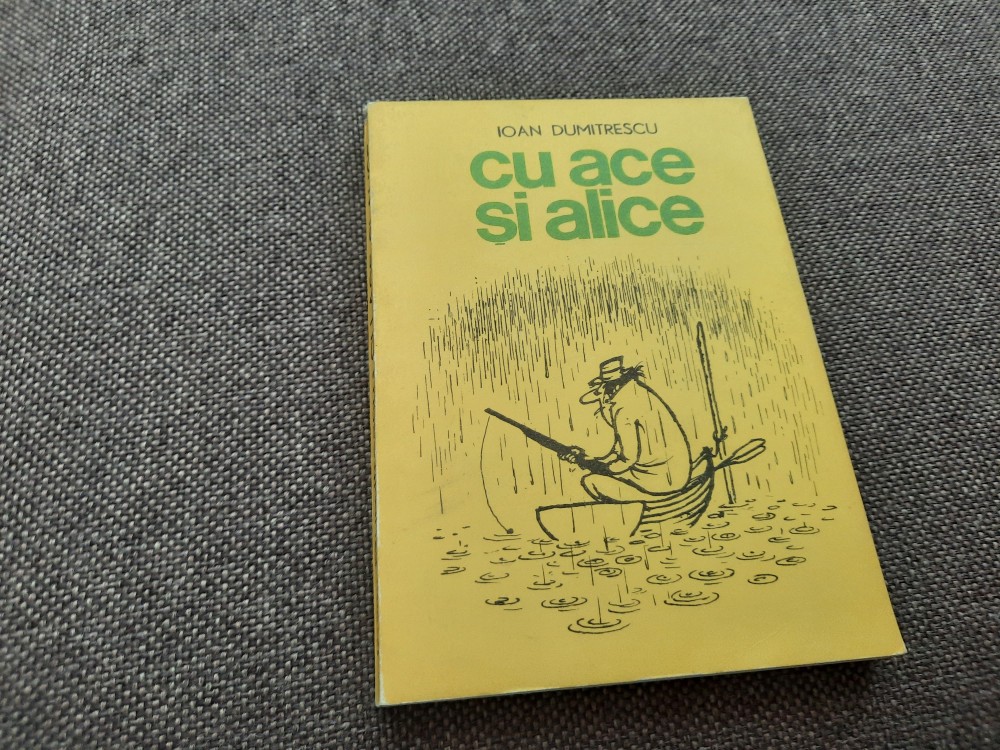 IOAN DUMITRESCU
cu ace
și alice